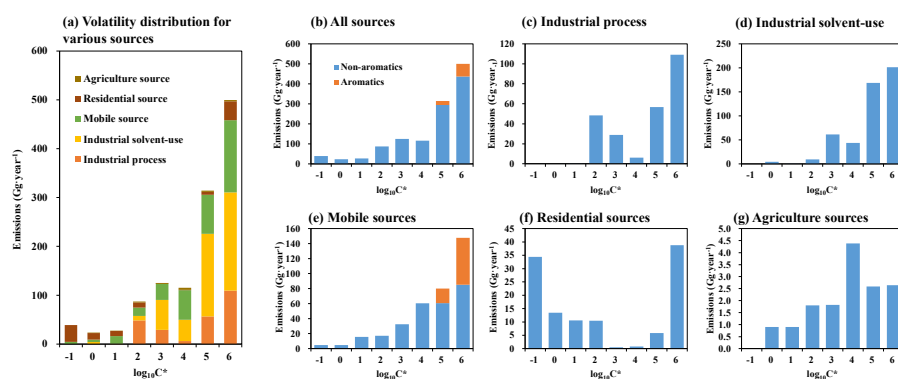 (a) Volatility distribution for
various sources
600
500
400
300
200
100
0
Emissions (Gg·year⁻¹)
Agriculture source
Residential source
Mobile source
Industrial solvent-use
Industrial process
-1 0 1 2 3 4 5 6
log₁₀C*
(b) All sources
600
500
400
300
200
100
0
Emissions (Gg·year⁻¹)
Non-aromatics
Aromatics
-1 0 1 2 3 4 5 6
log₁₀C*
(c) Industrial process
120
100
80
60
40
20
0
Emissions (Gg·year⁻¹)
-1 0 1 2 3 4 5 6
log₁₀C*
(d) Industrial solvent-use
250
200
150
100
50
0
Emissions (Gg·year⁻¹)
-1 0 1 2 3 4 5 6
log₁₀C*
(e) Mobile sources
160
140
120
100
80
60
40
20
0
Emissions (Gg·year⁻¹)
-1 0 1 2 3 4 5 6
log₁₀C*
(f) Residential sources
45
40
35
30
25
20
15
10
5
0
Emissions (Gg·year⁻¹)
-1 0 1 2 3 4 5 6
log₁₀C*
(g) Agriculture sources
5.0
4.5
4.0
3.5
3.0
2.5
2.0
1.5
1.0
0.5
0.0
Emissions (Gg·year⁻¹)
-1 0 1 2 3 4 5 6
log₁₀C*